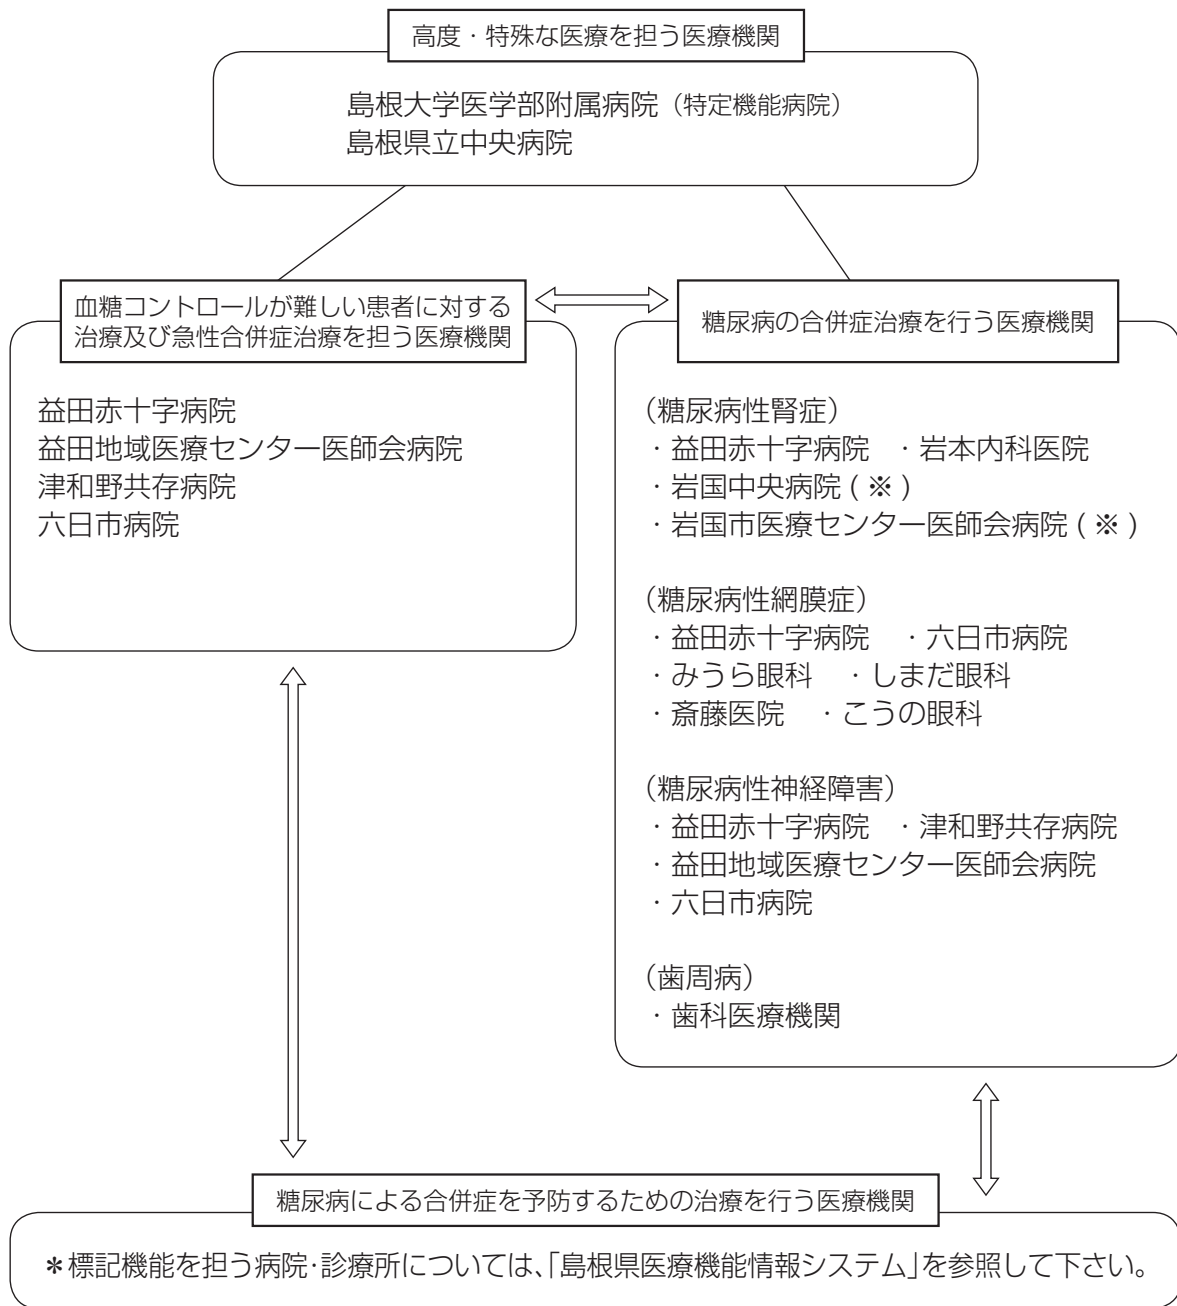 高度・特殊な医療を担う医療機関
島根大学医学部附属病院（特定機能病院）
島根県立中央病院
血糖コントロールが難しい患者に対する
治療及び急性合併症治療を担う医療機関
益田赤十字病院
益田地域医療センター医師会病院
津和野共存病院
六日市病院
糖尿病の合併症治療を行う医療機関
（糖尿病性腎症）
・益田赤十字病院　・岩本内科医院
・岩国中央病院(※)
・岩国市医療センター医師会病院(※)
（糖尿病性網膜症）
・益田赤十字病院　・六日市病院
・みうら眼科　・しまだ眼科
・斎藤医院　・こうの眼科
（糖尿病性神経障害）
・益田赤十字病院　・津和野共存病院
・益田地域医療センター医師会病院
・六日市病院
（歯周病）
・歯科医療機関
糖尿病による合併症を予防するための治療を行う医療機関
＊標記機能を担う病院・診療所については、「島根県医療機能情報システム」を参照して下さい。